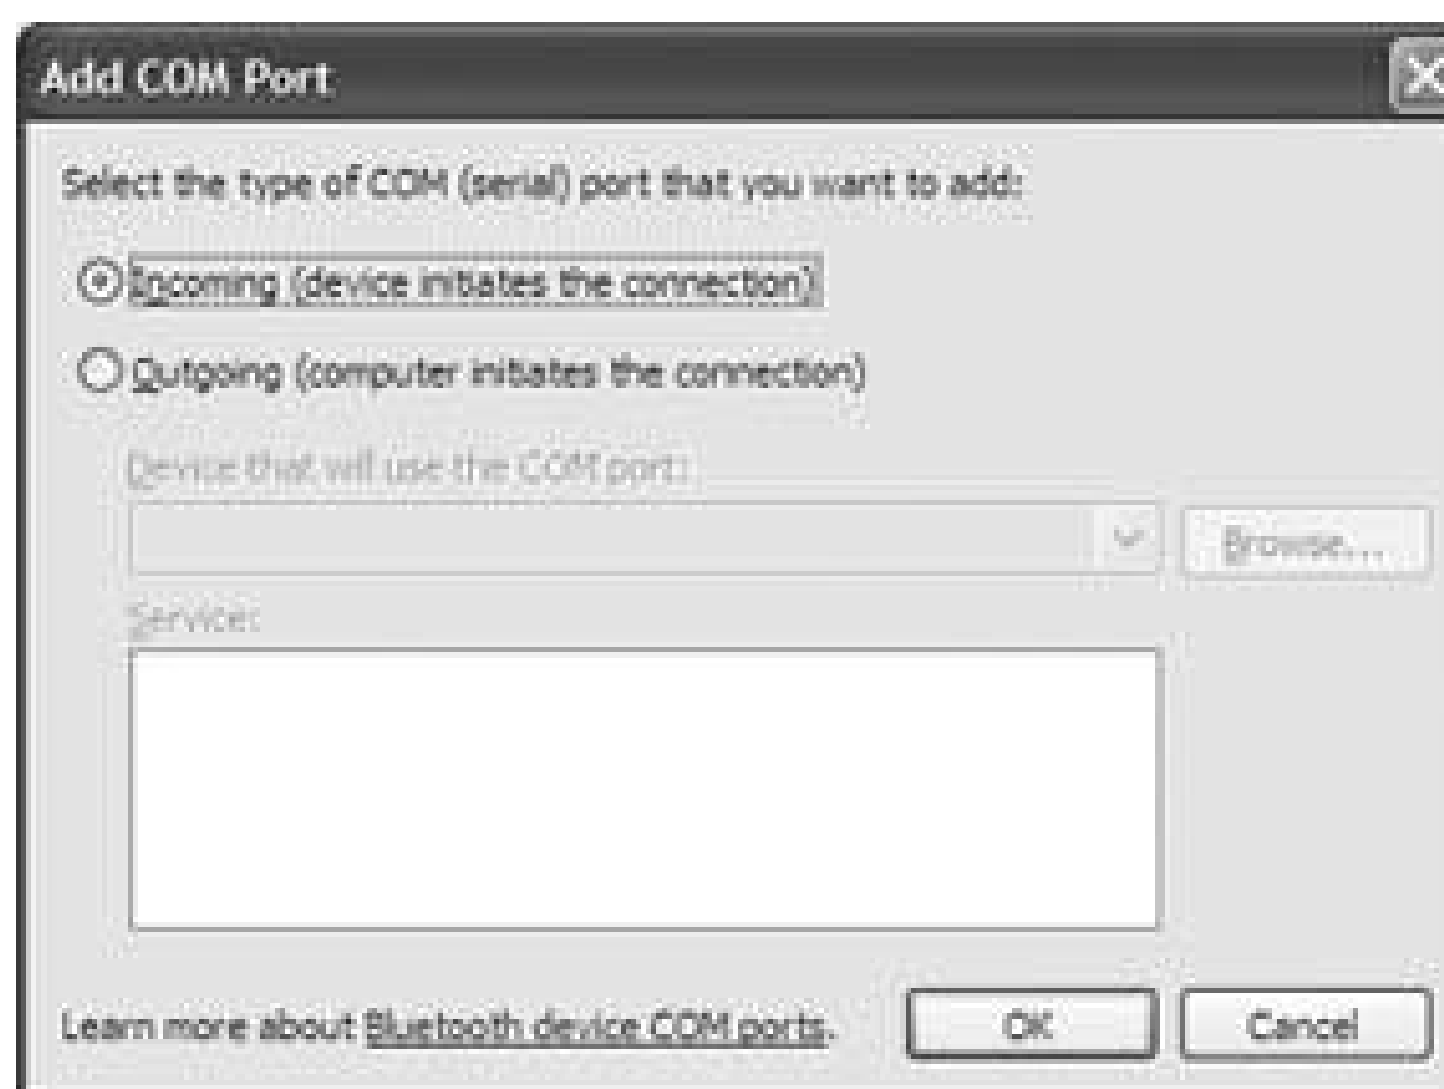 Add COM Port
Select the type of COM (serial) port that you want to add:
Incoming (device initiates the connection)
Outgoing (computer initiates the connection)
Device that will use the COM port:
Browse...
Service:
Learn more about Bluetooth device COM ports.
OK
Cancel